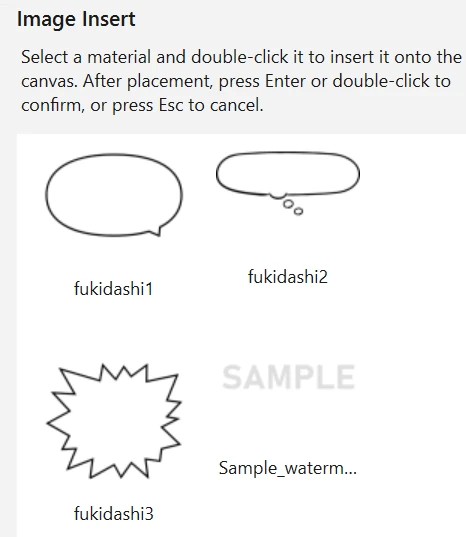 Image Insert
Select a material and double-click it to insert it onto the
canvas. After placement, press Enter or double-click to
confirm, or press Esc to cancel.
fukidashi1
fukidashi2
SAMPLE
Sample_waterm...
fukidashi3